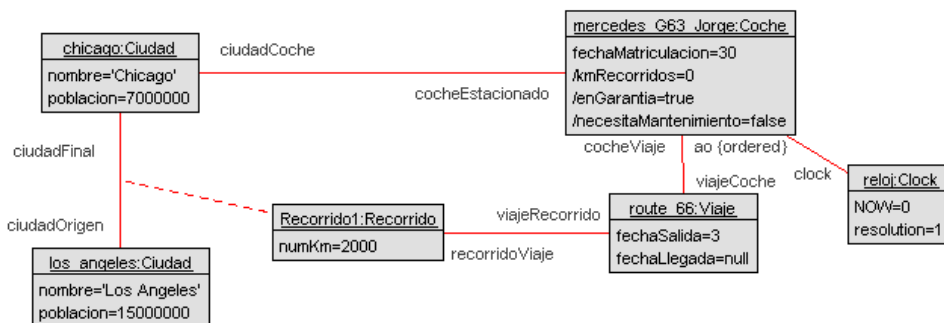 mercedes_G63_Jorge:Coche
fechaMatriculacion=30
/kmRecorridos=0
/enGarantia=true
/necesitaMantenimiento=false
chicago:Ciudad
nombre='Chicago'
poblacion=7000000
ciudadCoche
cocheEstacionado
ciudadFinal
ciudadOrigen
cocheViaje
ao {ordered}
viajeCoche
clock
reloj:Clock
NOW=0
resolution=1
Recorrido1:Recorrido
numKm=2000
viajeRecorrido
recorridoViaje
route_66:Viaje
fechaSalida=3
fechaLlegada=null
los_angeles:Ciudad
nombre='Los Angeles'
poblacion=15000000